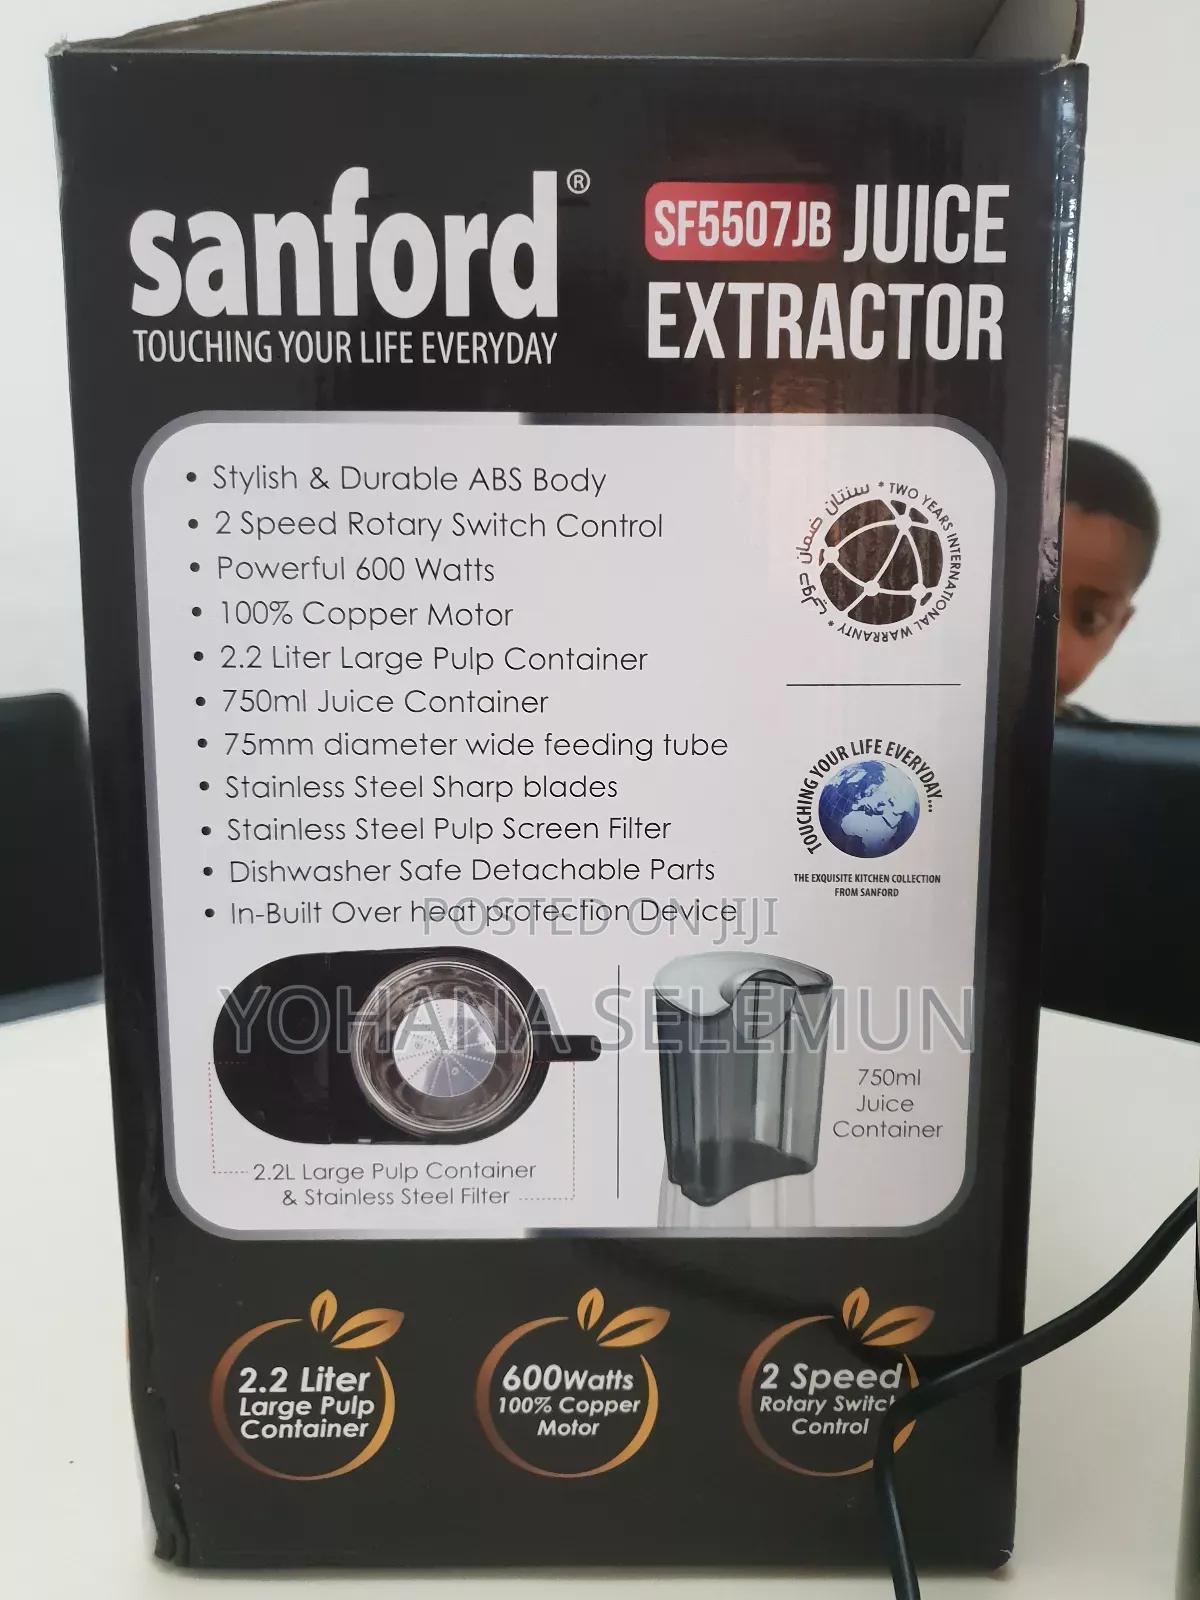 sanford®
TOUCHING YOUR LIFE EVERYDAY
SF5507JB JUICE
EXTRACTOR
• Stylish & Durable ABS Body
• 2 Speed Rotary Switch Control
• Powerful 600 Watts
• 100% Copper Motor
• 2.2 Liter Large Pulp Container
• 750ml Juice Container
• 75mm diameter wide feeding tube
• Stainless Steel Sharp blades
• Stainless Steel Pulp Screen Filter
• Dishwasher Safe Detachable Parts
• In-Built Over heat protection Device
* TWO YEARS INTERNATIONAL WARRANTY *
سنتان ضمان دولي
TOUCHING YOUR LIFE EVERYDAY...
THE EXQUISITE KITCHEN COLLECTION
FROM SANFORD
POSTED ON JIJI
YOHANA SELEMUN
2.2L Large Pulp Container
& Stainless Steel Filter
750ml
Juice
Container
2.2 Liter
Large Pulp
Container
600Watts
100% Copper
Motor
2 Speed
Rotary Switch
Control